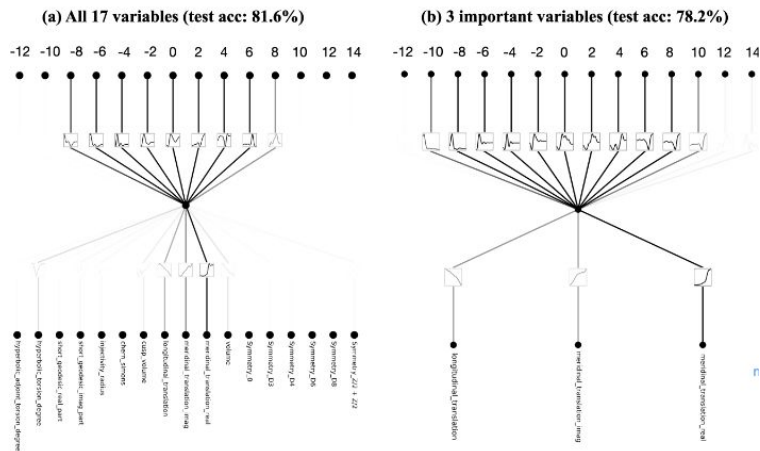 (a) All 17 variables (test acc: 81.6%)
-12 -10 -8 -6 -4 -2 0 2 4 6 8 10 12 14
hyperbolic_adjoint_torsion_degree
hyperbolic_torsion_degree
short_geodesic_real_part
short_geodesic_imag_part
injectivity_radius
chern_simons
cusp_volume
longitudinal_translation
meridinal_translation_imag
meridinal_translation_real
volume
Symmetry_0
Symmetry_D3
Symmetry_D4
Symmetry_D6
Symmetry_D8
Symmetry_Z/2 + Z/2
(b) 3 important variables (test acc: 78.2%)
-12 -10 -8 -6 -4 -2 0 2 4 6 8 10 12 14
longitudinal_translation
meridinal_translation_imag
meridinal_translation_real